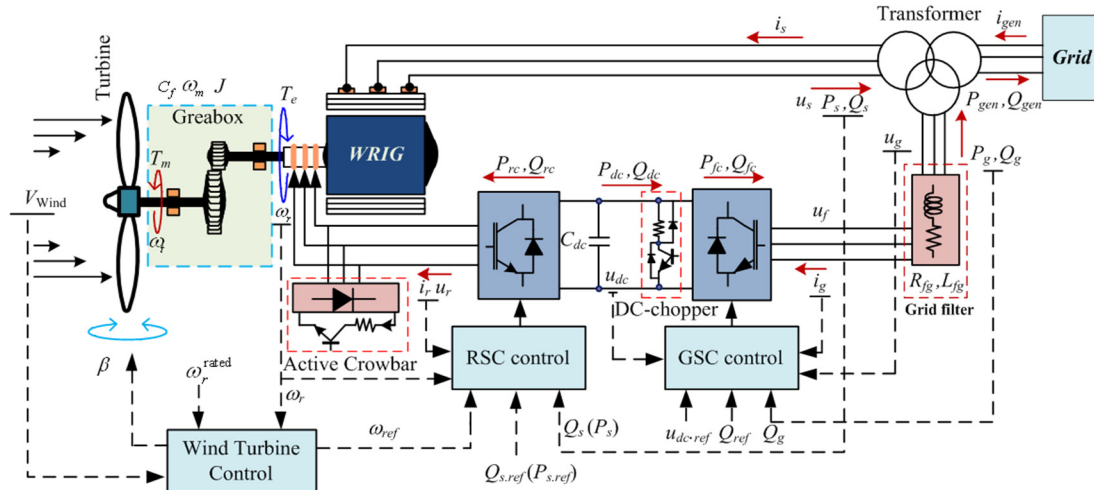 Transformer
i_s
i_gen
Grid
Turbine
C_f ω_m J
Greabox
T_e
T_m
WRIG
u_s P_s, Q_s
P_gen, Q_gen
u_g
P_g, Q_g
V_Wind
ω_t
ω_r
P_rc, Q_rc
P_dc, Q_dc
P_fc, Q_fc
C_dc
u_dc
u_f
i_r u_r
i_g
R_fg, L_fg
Grid filter
DC-chopper
Active Crowbar
RSC control
GSC control
β
ω_r^rated
ω_r
ω_ref
Q_s (P_s)
u_dc·ref Q_ref Q_g
Wind Turbine
Control
Q_s.ref (P_s.ref)